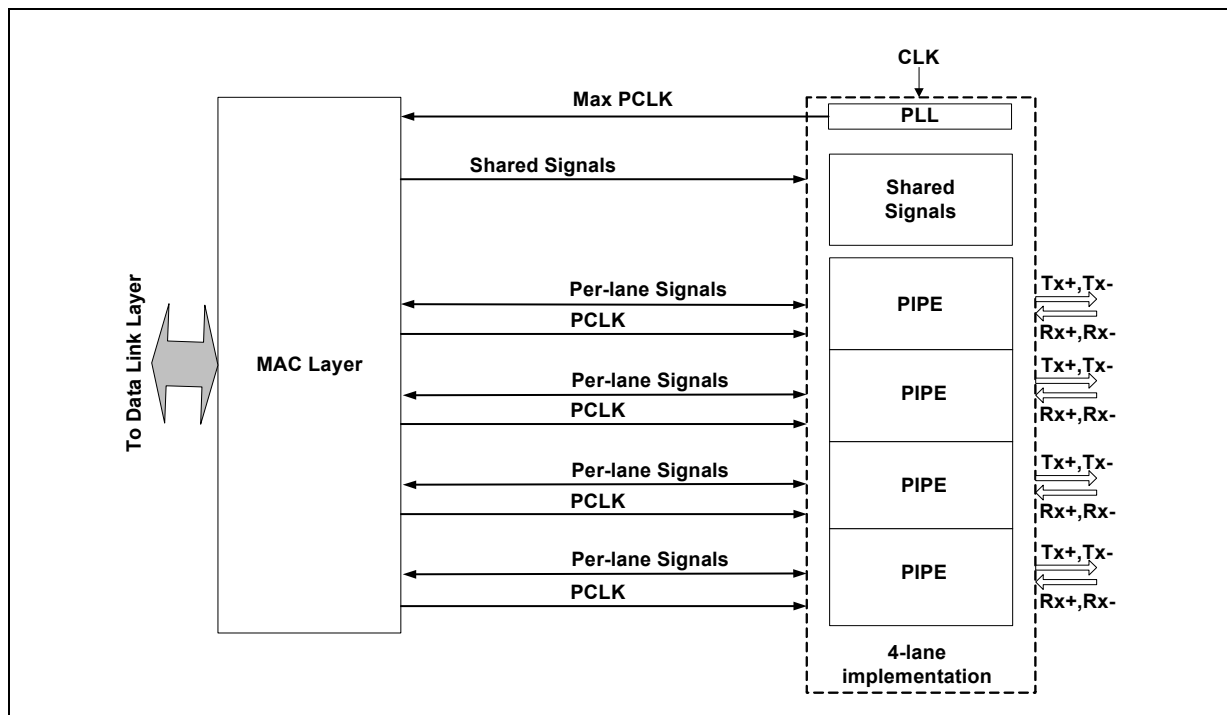 CLK
Max PCLK
PLL
Shared Signals
Shared
Signals
To Data Link Layer
MAC Layer
Per-lane Signals
PCLK
PIPE
Tx+,Tx-
Rx+,Rx-
Per-lane Signals
PCLK
PIPE
Tx+,Tx-
Rx+,Rx-
Per-lane Signals
PCLK
PIPE
Tx+,Tx-
Rx+,Rx-
Per-lane Signals
PCLK
PIPE
Tx+,Tx-
Rx+,Rx-
4-lane
implementation